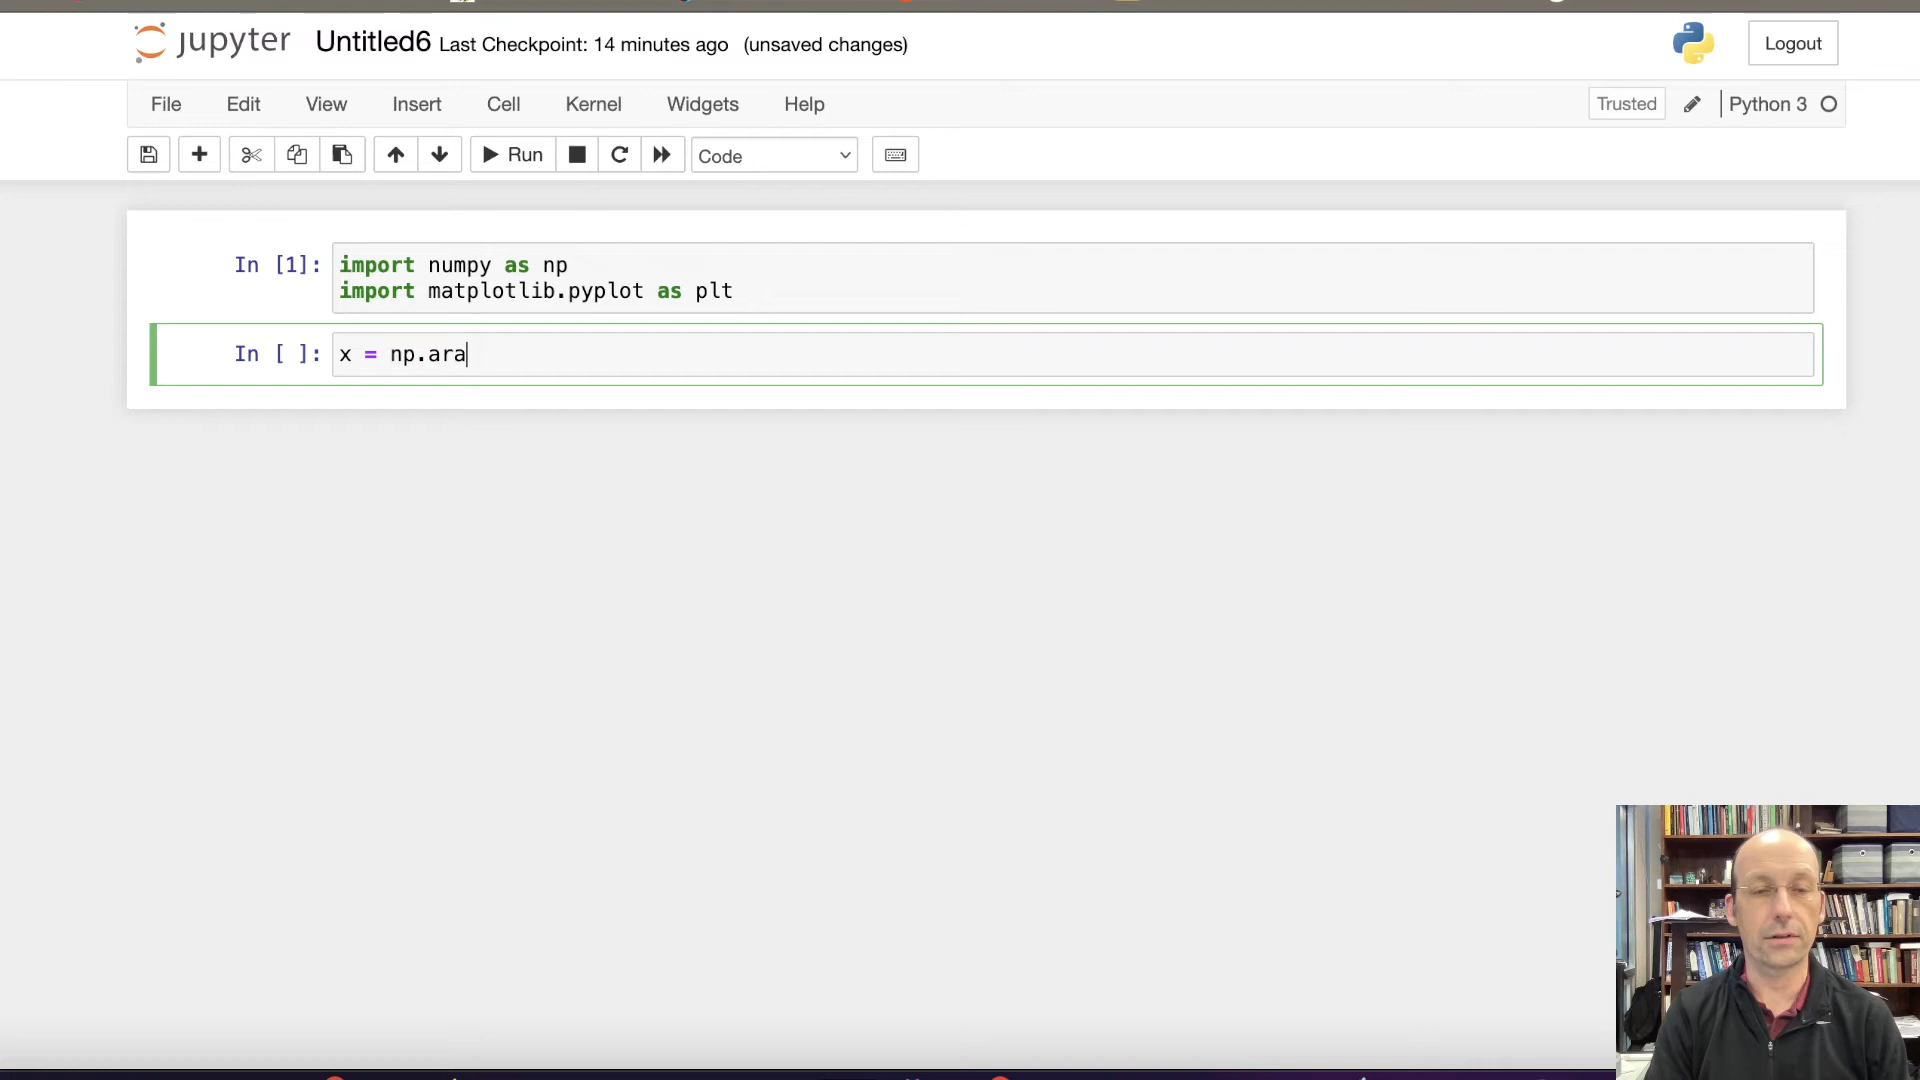 jupyter Untitled6 Last Checkpoint: 14 minutes ago (unsaved changes) Logout
File Edit View Insert Cell Kernel Widgets Help Trusted Python 3
Run Code
In [1]: import numpy as np
import matplotlib.pyplot as plt
In [ ]: x = np.ara